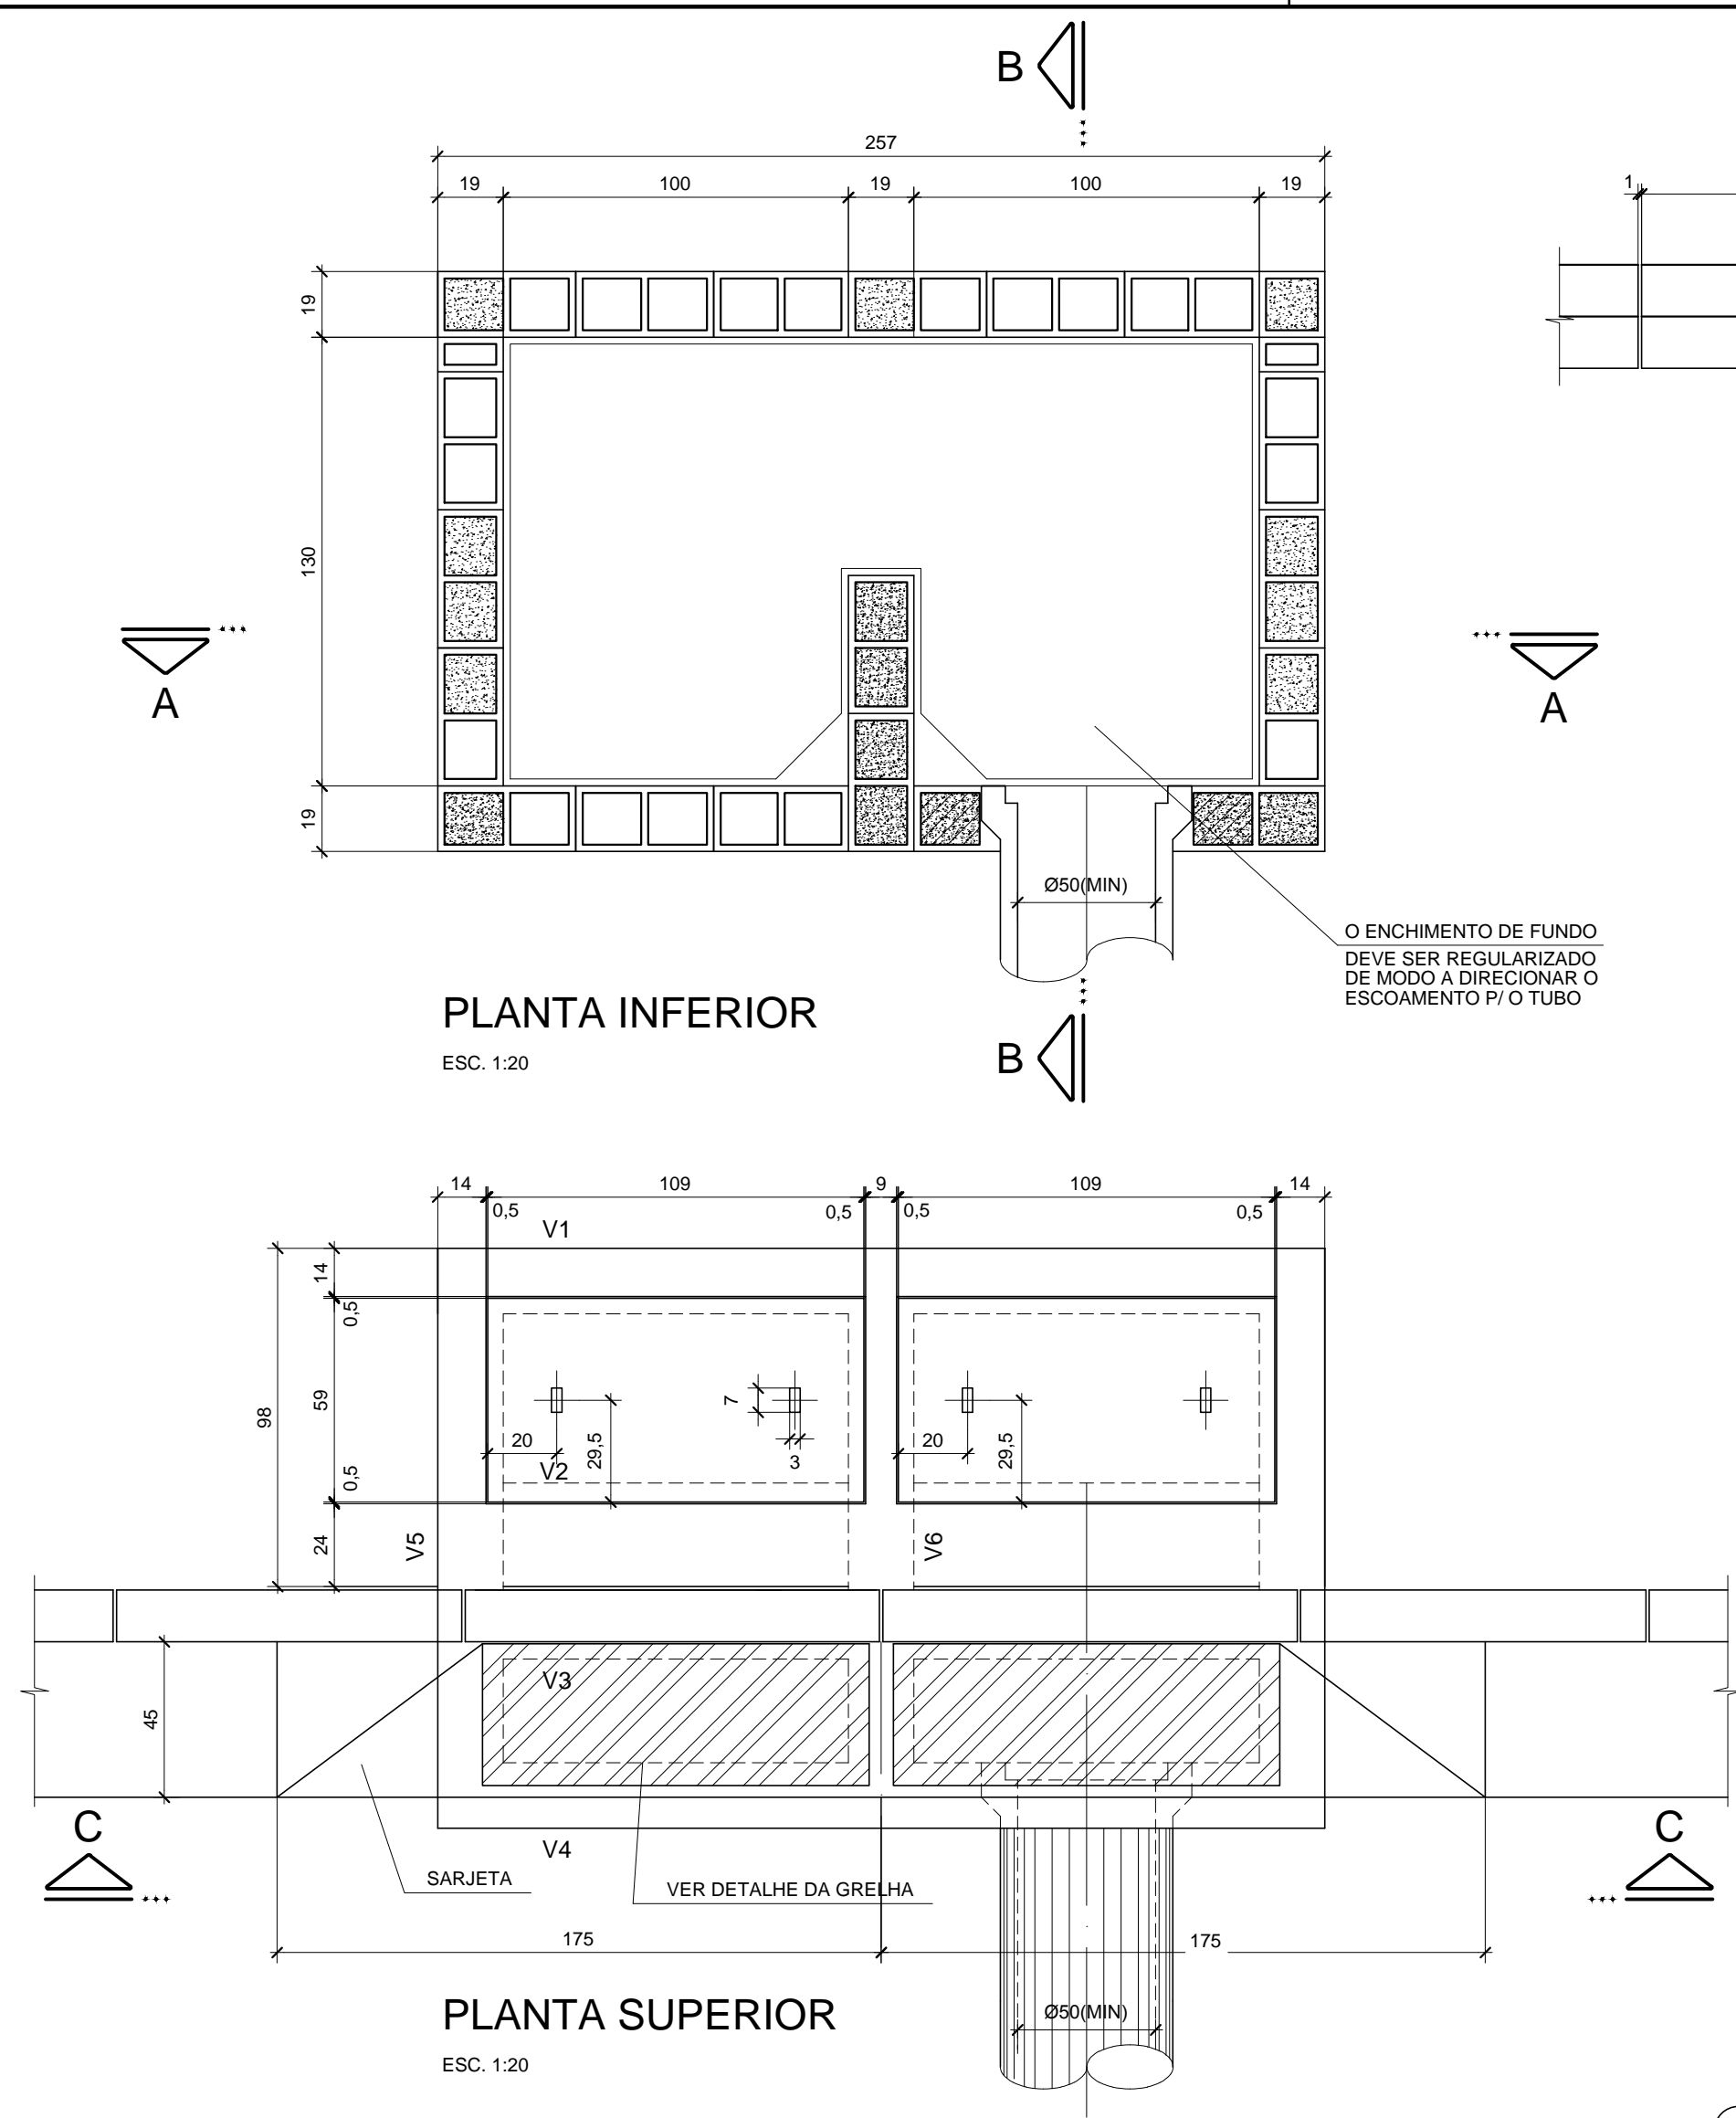 B
257
19 100 19 100 19
1
19
130
19
A
A
Ø50(MIN)
O ENCHIMENTO DE FUNDO
DEVE SER REGULARIZADO
DE MODO A DIRECIONAR O
ESCOAMENTO P/ O TUBO
PLANTA INFERIOR
ESC. 1:20
B
14 109 9 109 14
0,5 0,5 0,5 0,5
V1
14
0,5
98
59
7
20 29,5 3 20 29,5
V2
0,5
24
V5
V6
V3
45
C
C
V4
SARJETA
VER DETALHE DA GRELHA
175
175
PLANTA SUPERIOR
Ø50(MIN)
ESC. 1:20